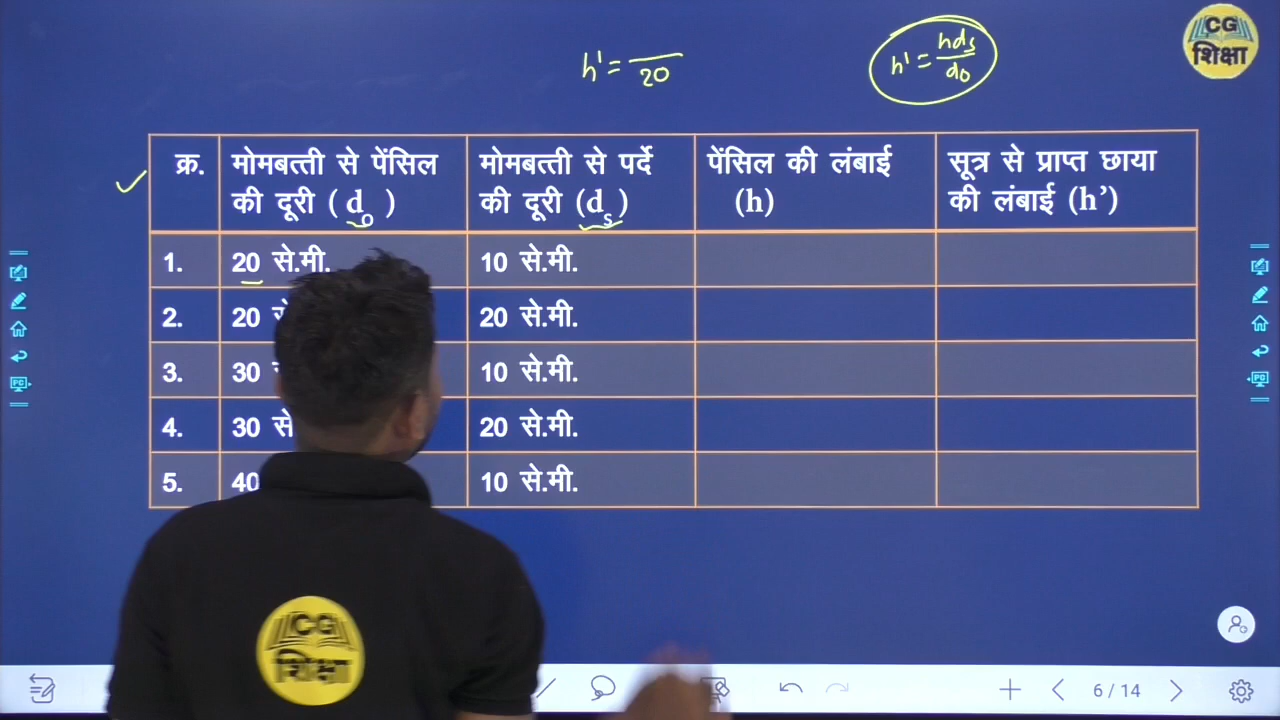 h' = 20
h' = hds
do
CG
शिक्षा
क्र. मोमबत्ती से पेंसिल की दूरी ( do ) मोमबत्ती से पर्दे की दूरी (ds) पेंसिल की लंबाई (h) सूत्र से प्राप्त छाया की लंबाई (h’)
1. 20 से.मी. 10 से.मी.
2. 20 20 से.मी.
3. 30 10 से.मी.
4. 30 से 20 से.मी.
5. 40 10 से.मी.
CG
शिक्षा
6 / 14